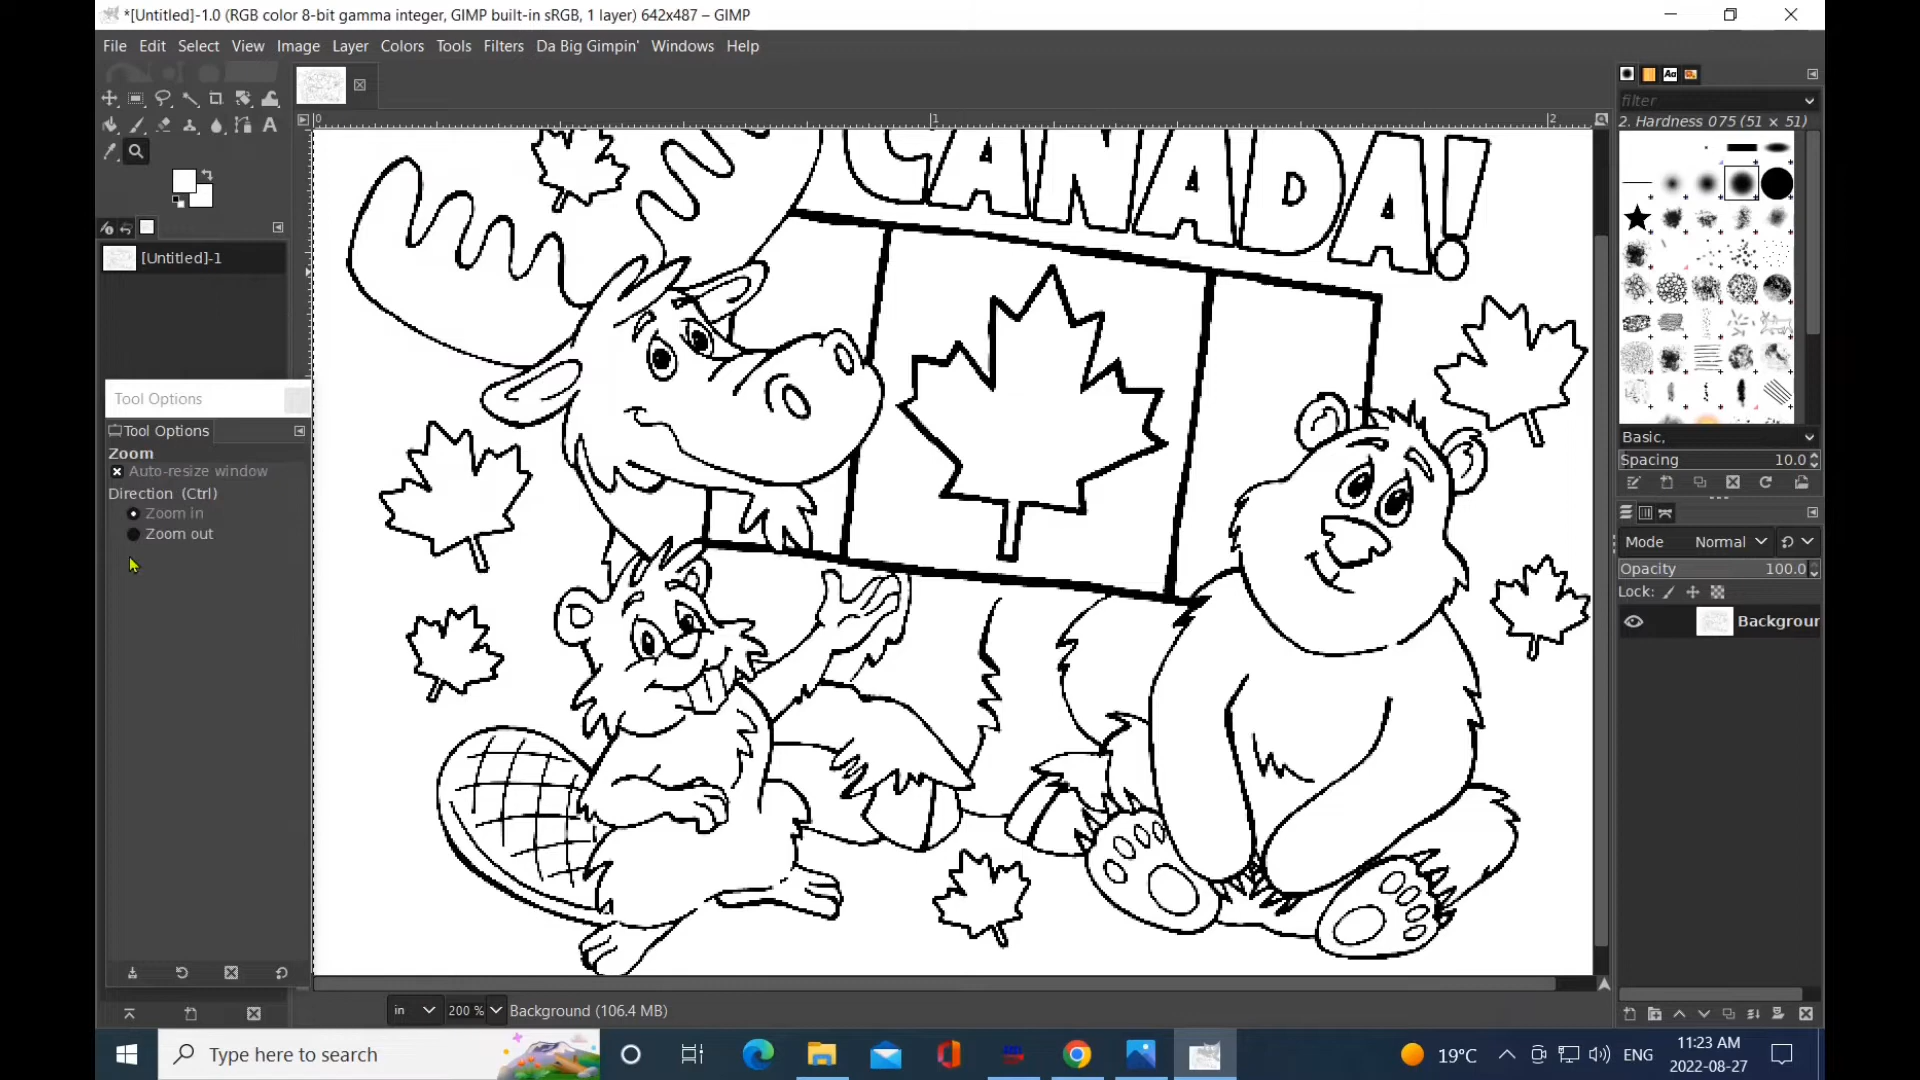 *[Untitled]-1.0 (RGB color 8-bit gamma integer, GIMP built-in sRGB, 1 layer) 642x487 – GIMP
File Edit Select View Image Layer Colors Tools Filters Da Big Gimpin' Windows Help
filter
0 1 2
2. Hardness 075 (51 × 51)
CANADA!
[Untitled]-1
Tool Options
Tool Options
Zoom
Auto-resize window
Direction (Ctrl)
Zoom in
Zoom out
Basic,
Spacing 10.0
Mode Normal
Opacity 100.0
Lock:
Backgrour
in 200 % Background (106.4 MB)
Type here to search
19°C ENG 11:23 AM
2022-08-27